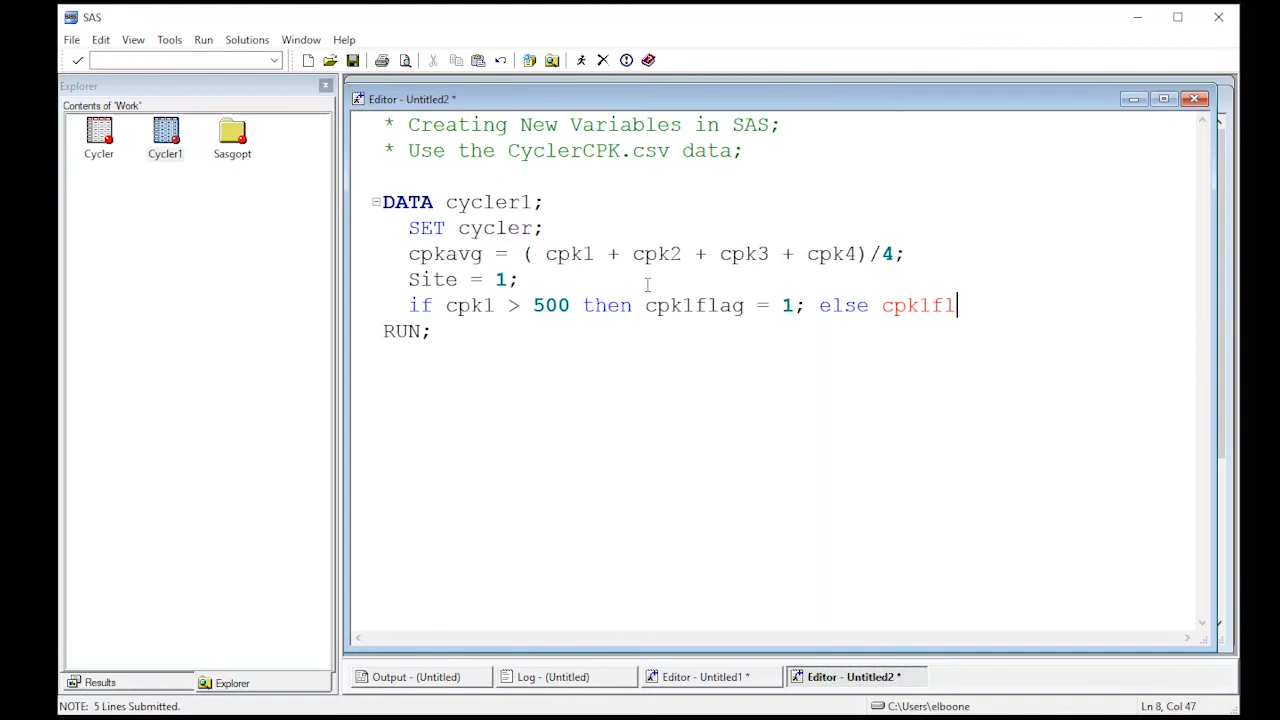 SAS
File Edit View Tools Run Solutions Window Help
Explorer
Contents of 'Work'
Cycler Cycler1 Sasgopt
Editor - Untitled2 *
* Creating New Variables in SAS;
* Use the CyclerCPK.csv data;
DATA cycler1;
SET cycler;
cpkavg = ( cpk1 + cpk2 + cpk3 + cpk4)/4;
Site = 1;
if cpk1 > 500 then cpk1flag = 1; else cpk1fl
RUN;
Results Explorer
Output - (Untitled) Log - (Untitled) Editor - Untitled1 * Editor - Untitled2 *
NOTE: 5 Lines Submitted. C:\Users\elboone Ln 8, Col 47